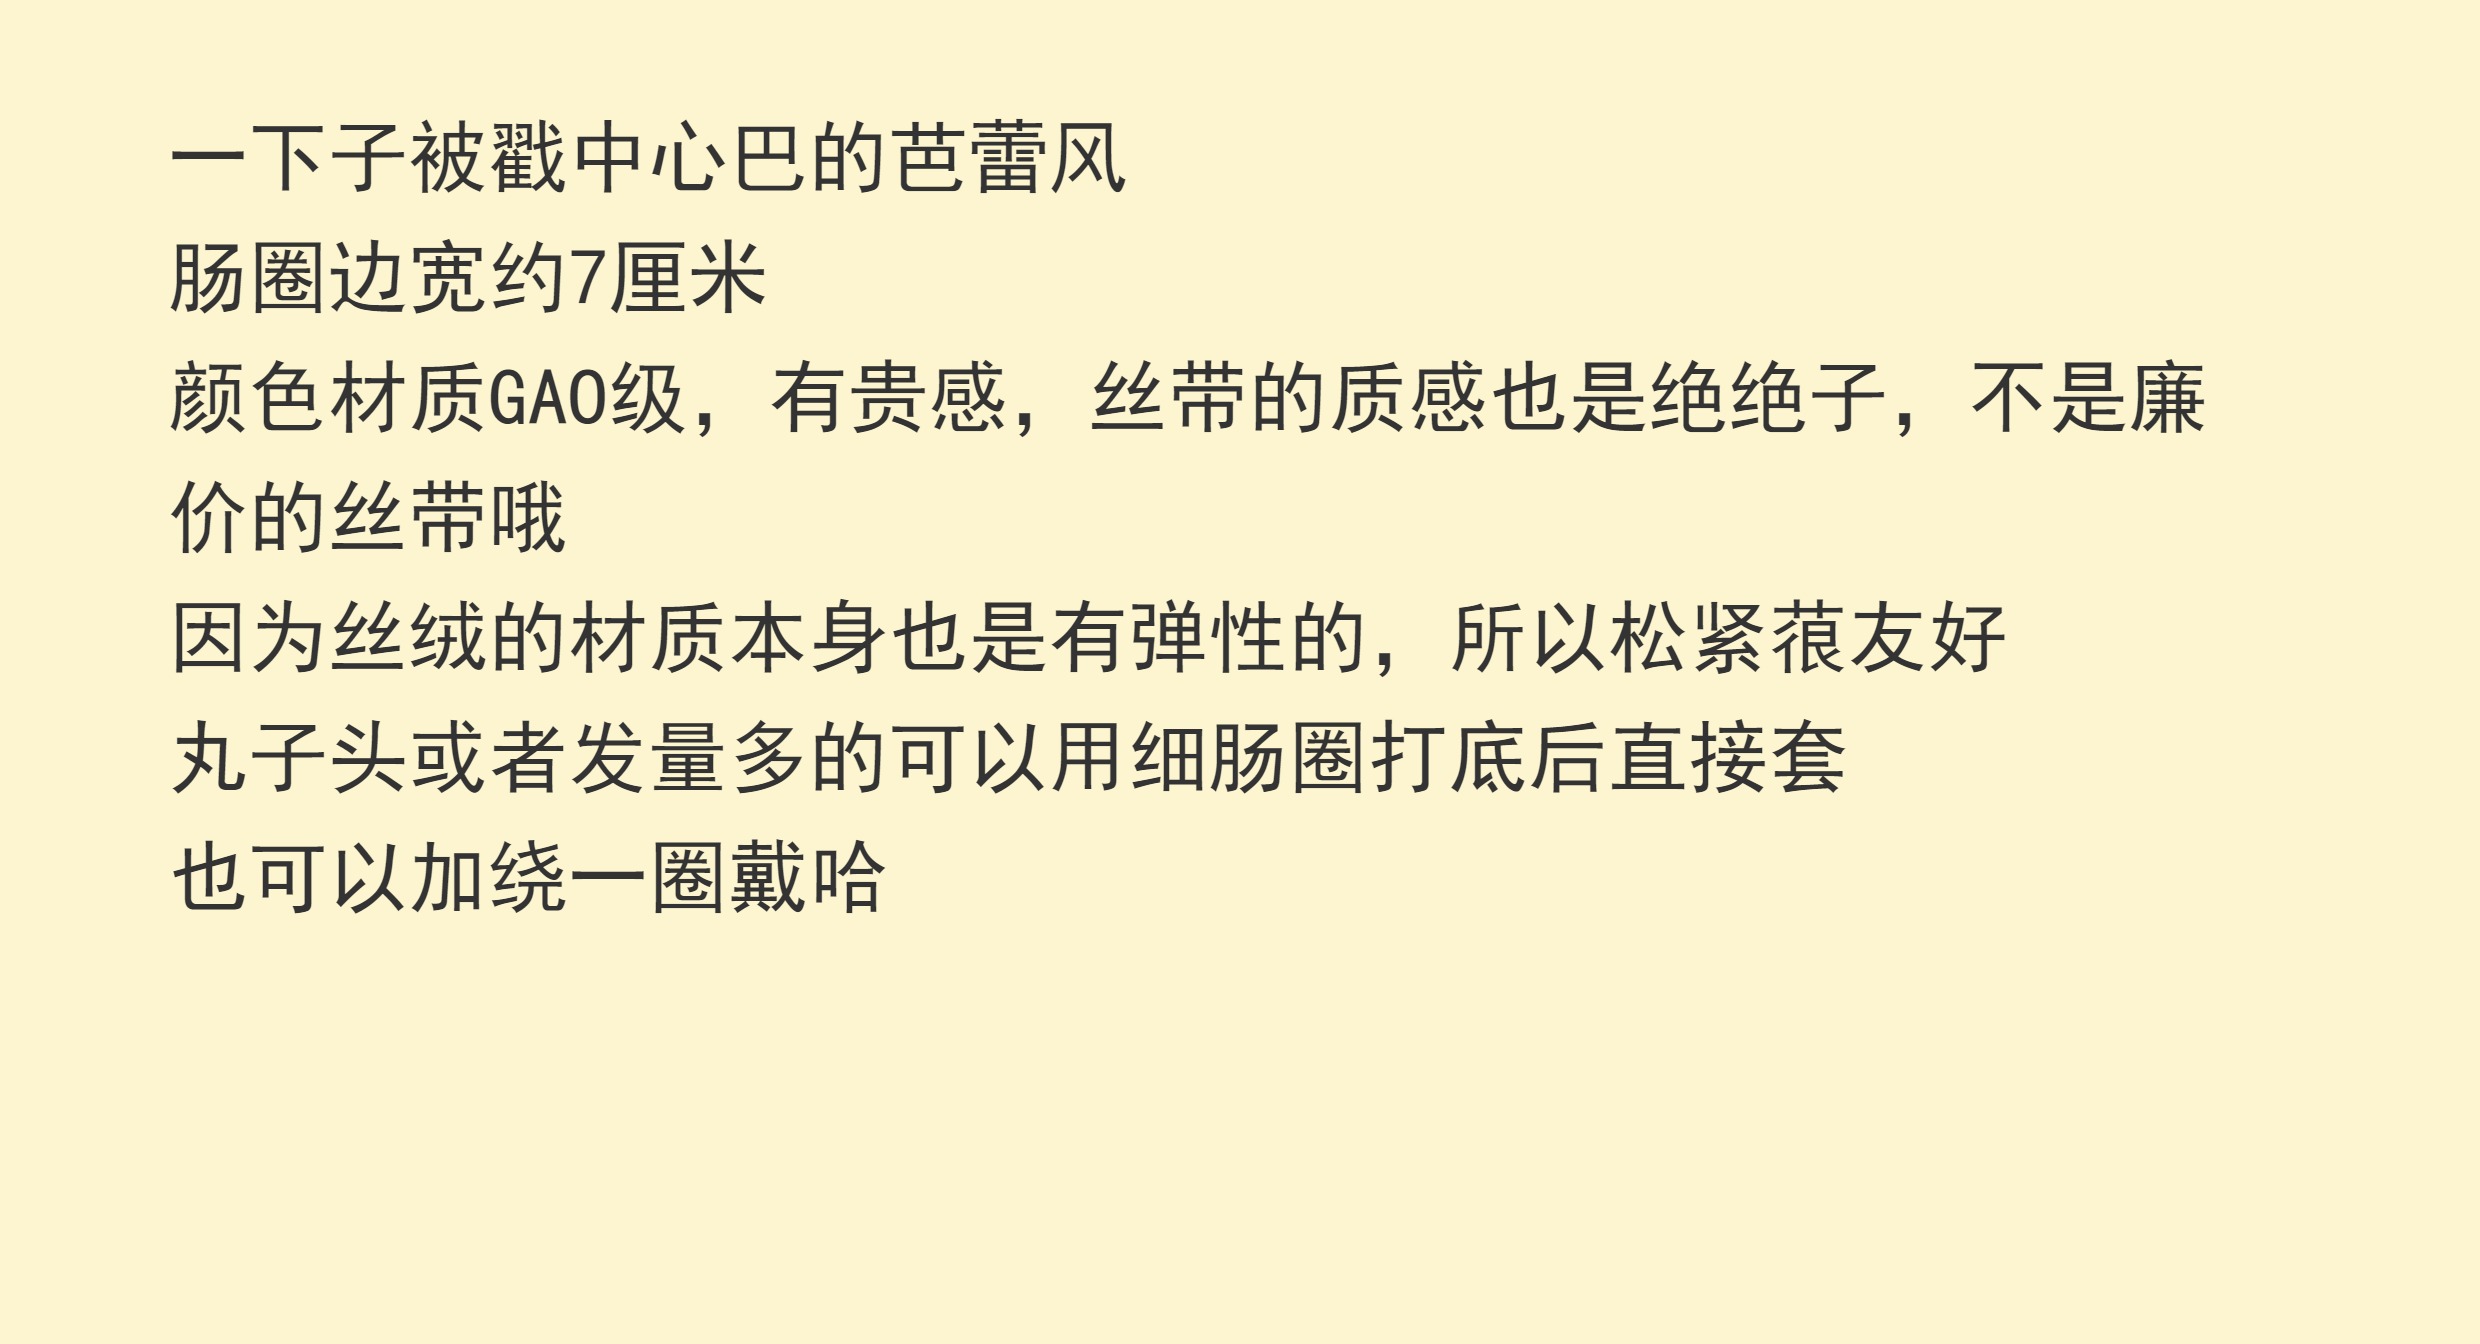 一下子被戳中心巴的芭蕾风
肠圈边宽约7厘米
颜色材质GAO级，有贵感，丝带的质感也是绝绝子，不是廉
价的丝带哦
因为丝绒的材质本身也是有弹性的，所以松紧蒗友好
丸子头或者发量多的可以用细肠圈打底后直接套
也可以加绕一圈戴哈